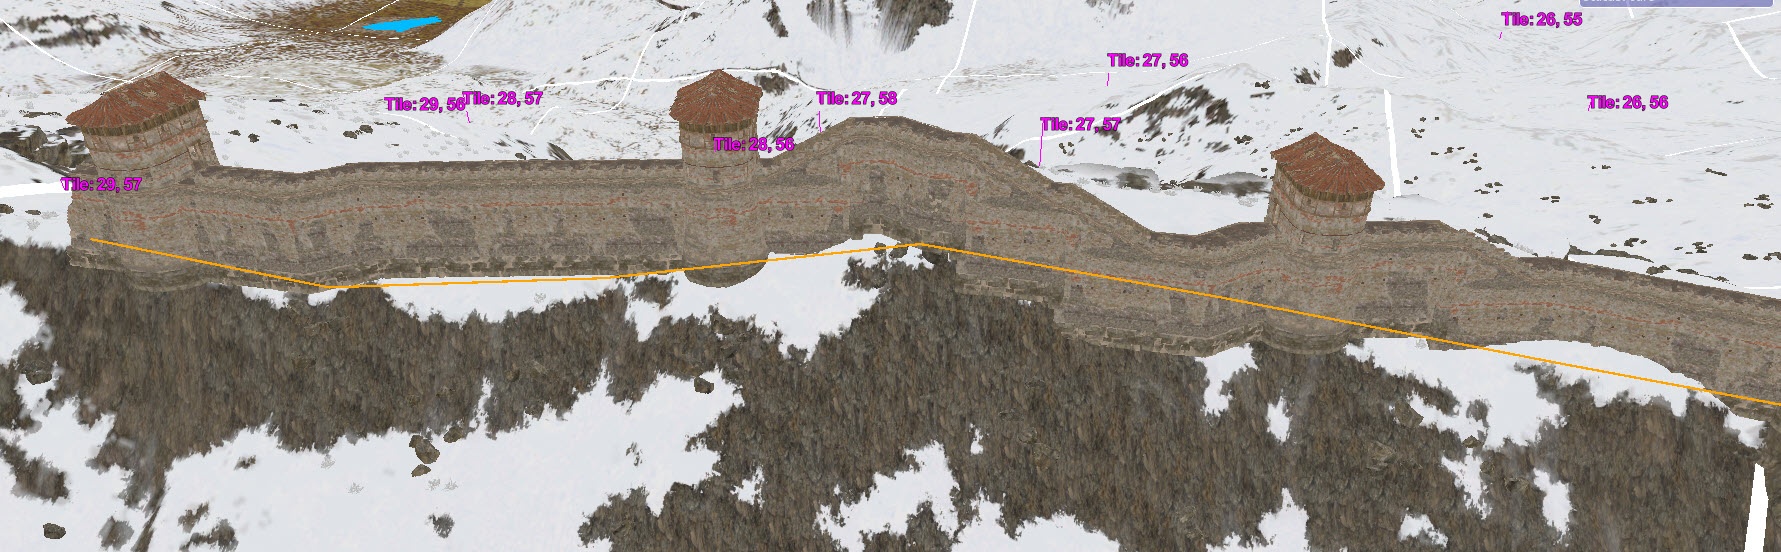 Tile: 26, 55
Tile: 27, 56
Tile: 29, 56
Tile: 28, 57
Tile: 27, 58
Tile: 26, 56
Tile: 27, 57
Tile: 28, 56
Tile: 29, 57